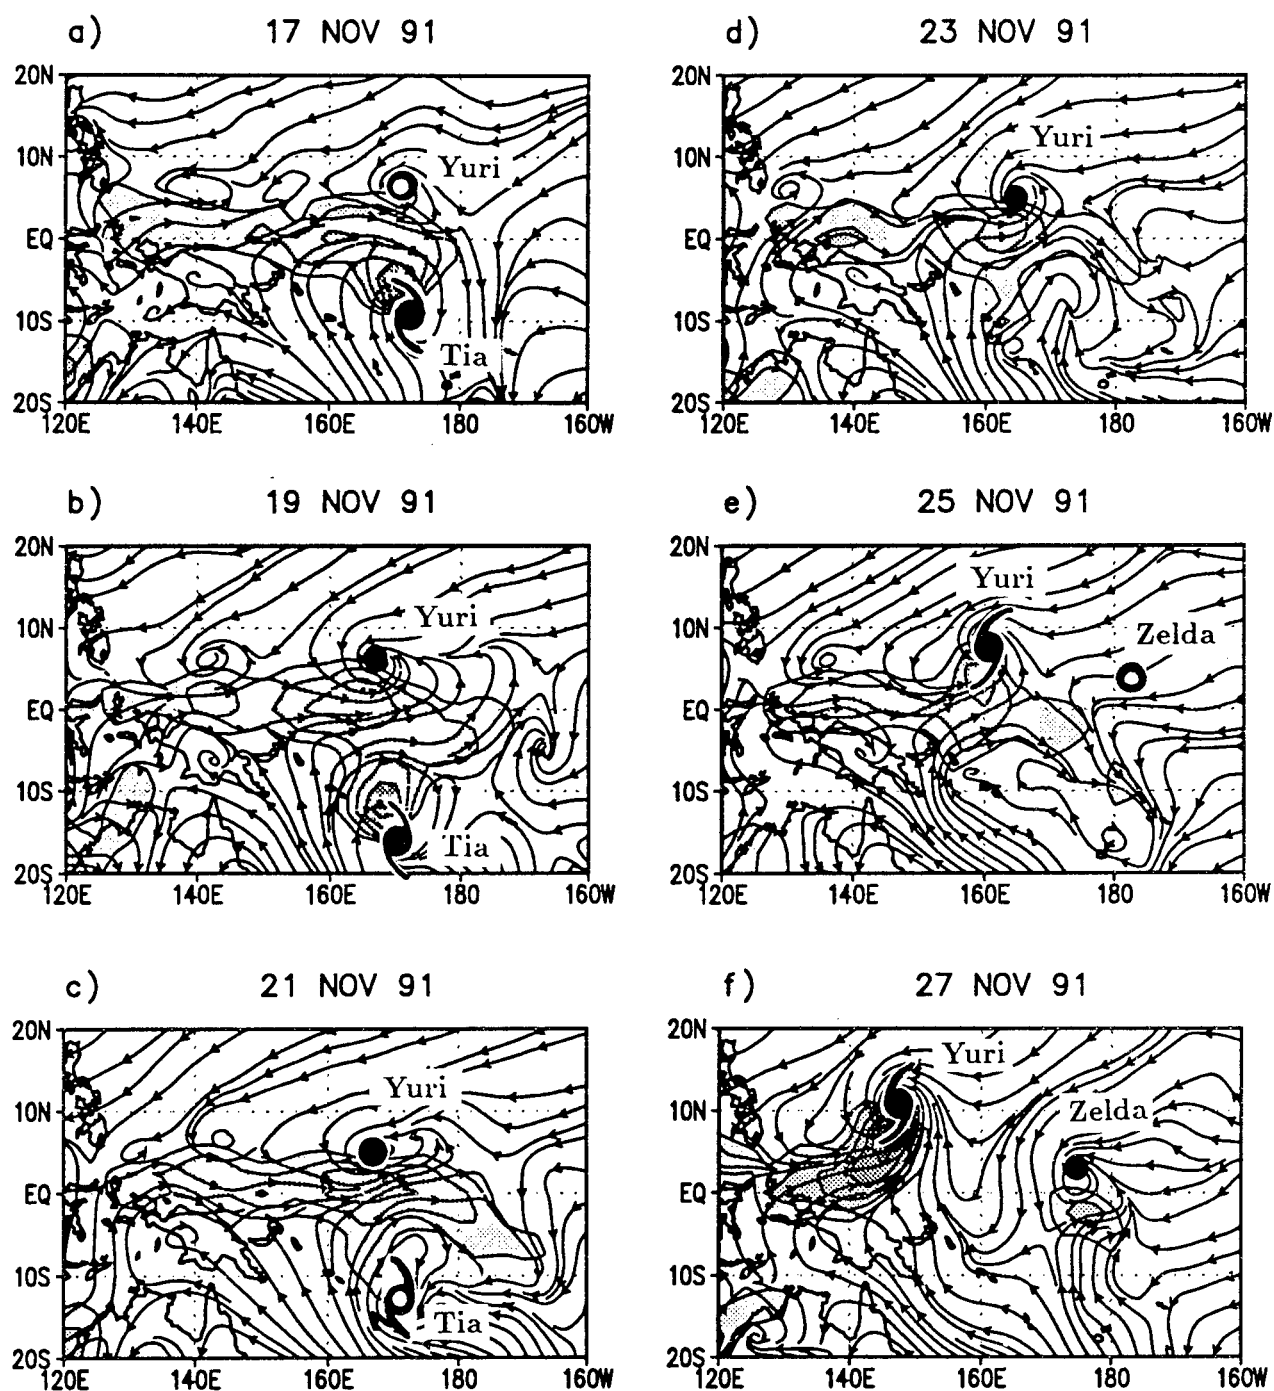 a) 17 NOV 91
20N
10N
EQ
10S
20S
120E 140E 160E 180 160W
Yuri
Tia
b) 19 NOV 91
20N
10N
EQ
10S
20S
120E 140E 160E 180 160W
Yuri
Tia
c) 21 NOV 91
20N
10N
EQ
10S
20S
120E 140E 160E 180 160W
Yuri
Tia
d) 23 NOV 91
20N
10N
EQ
10S
20S
120E 140E 160E 180 160W
Yuri
e) 25 NOV 91
20N
10N
EQ
10S
20S
120E 140E 160E 180 160W
Yuri
Zelda
f) 27 NOV 91
20N
10N
EQ
10S
20S
120E 140E 160E 180 160W
Yuri
Zelda